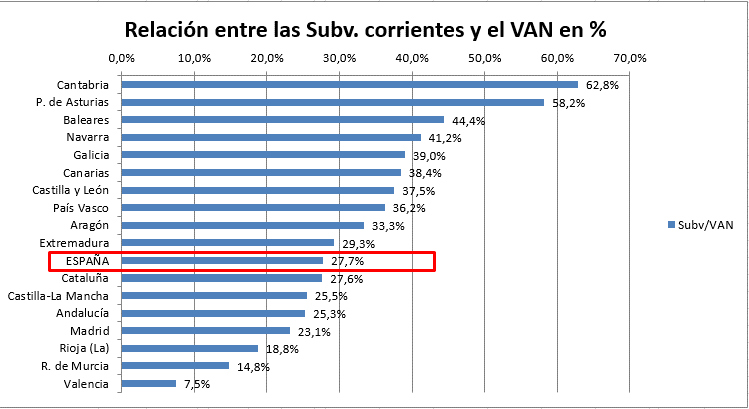 Relación entre las Subv. corrientes y el VAN en %
0,0% 10,0% 20,0% 30,0% 40,0% 50,0% 60,0% 70,0%
Cantabria 62,8%
P. de Asturias 58,2%
Baleares 44,4%
Navarra 41,2%
Galicia 39,0%
Canarias 38,4%
Castilla y León 37,5%
País Vasco 36,2%
Aragón 33,3%
Extremadura 29,3%
ESPAÑA 27,7%
Cataluña 27,6%
Castilla-La Mancha 25,5%
Andalucía 25,3%
Madrid 23,1%
Rioja (La) 18,8%
R. de Murcia 14,8%
Valencia 7,5%
Subv/VAN